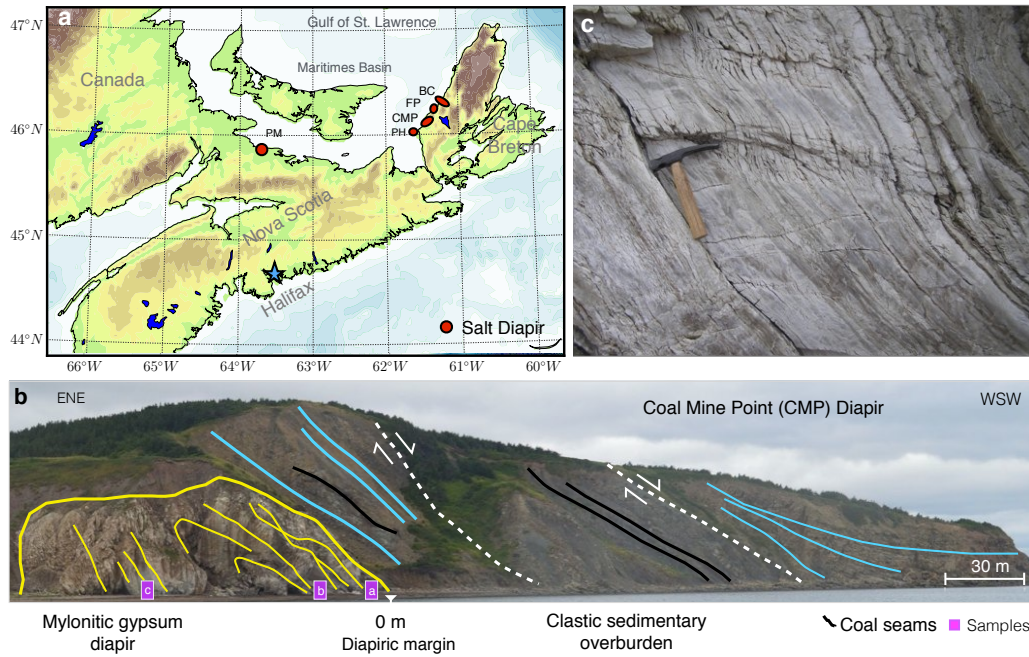 a
47°N
46°N
45°N
44°N
66°W 65°W 64°W 63°W 62°W 61°W 60°W
Gulf of St. Lawrence
Maritimes Basin
Canada
BC
FP
CMP
PH
PM
Cape
Breton
Nova Scotia
Halifax
Salt Diapir
c
b
ENE
Coal Mine Point (CMP) Diapir
WSW
c
b
a
30 m
Mylonitic gypsum
diapir
0 m
Diapiric margin
Clastic sedimentary
overburden
Coal seams
Samples